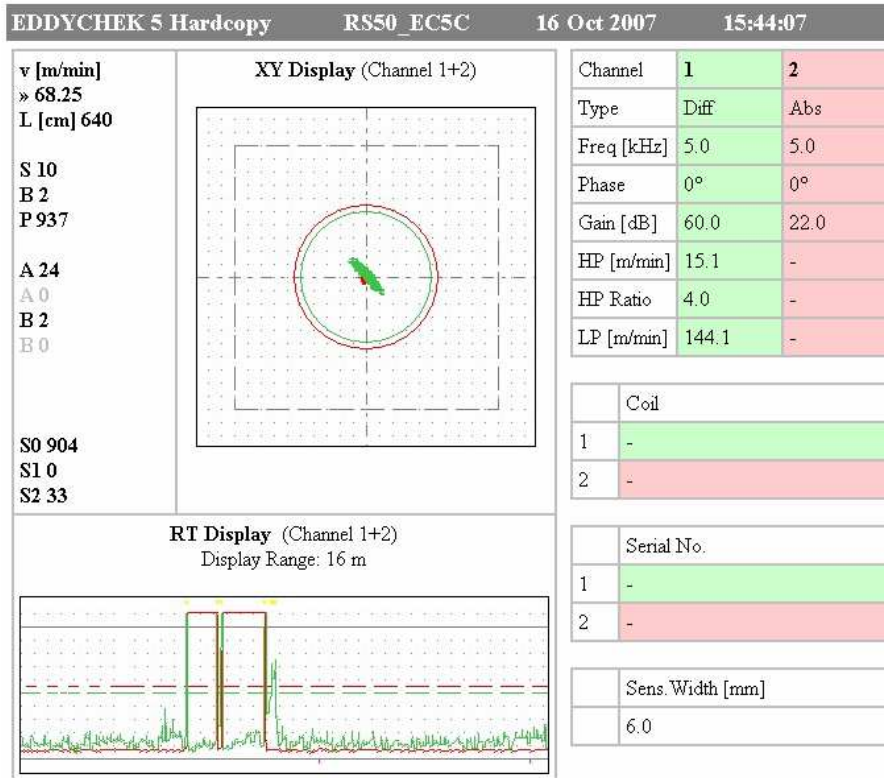 EDDYCHEK 5 Hardcopy RS50_EC5C 16 Oct 2007 15:44:07
v [m/min]
» 68.25
L [cm] 640
S 10
B 2
P 937
A 24
A 0
B 2
B 0
S0 904
S1 0
S2 33
XY Display (Channel 1+2)
RT Display (Channel 1+2)
Display Range: 16 m
Channel 1 2
Type Diff Abs
Freq [kHz] 5.0 5.0
Phase 0° 0°
Gain [dB] 60.0 22.0
HP [m/min] 15.1 -
HP Ratio 4.0 -
LP [m/min] 144.1 -
Coil
1 -
2 -
Serial No.
1 -
2 -
Sens. Width [mm]
6.0